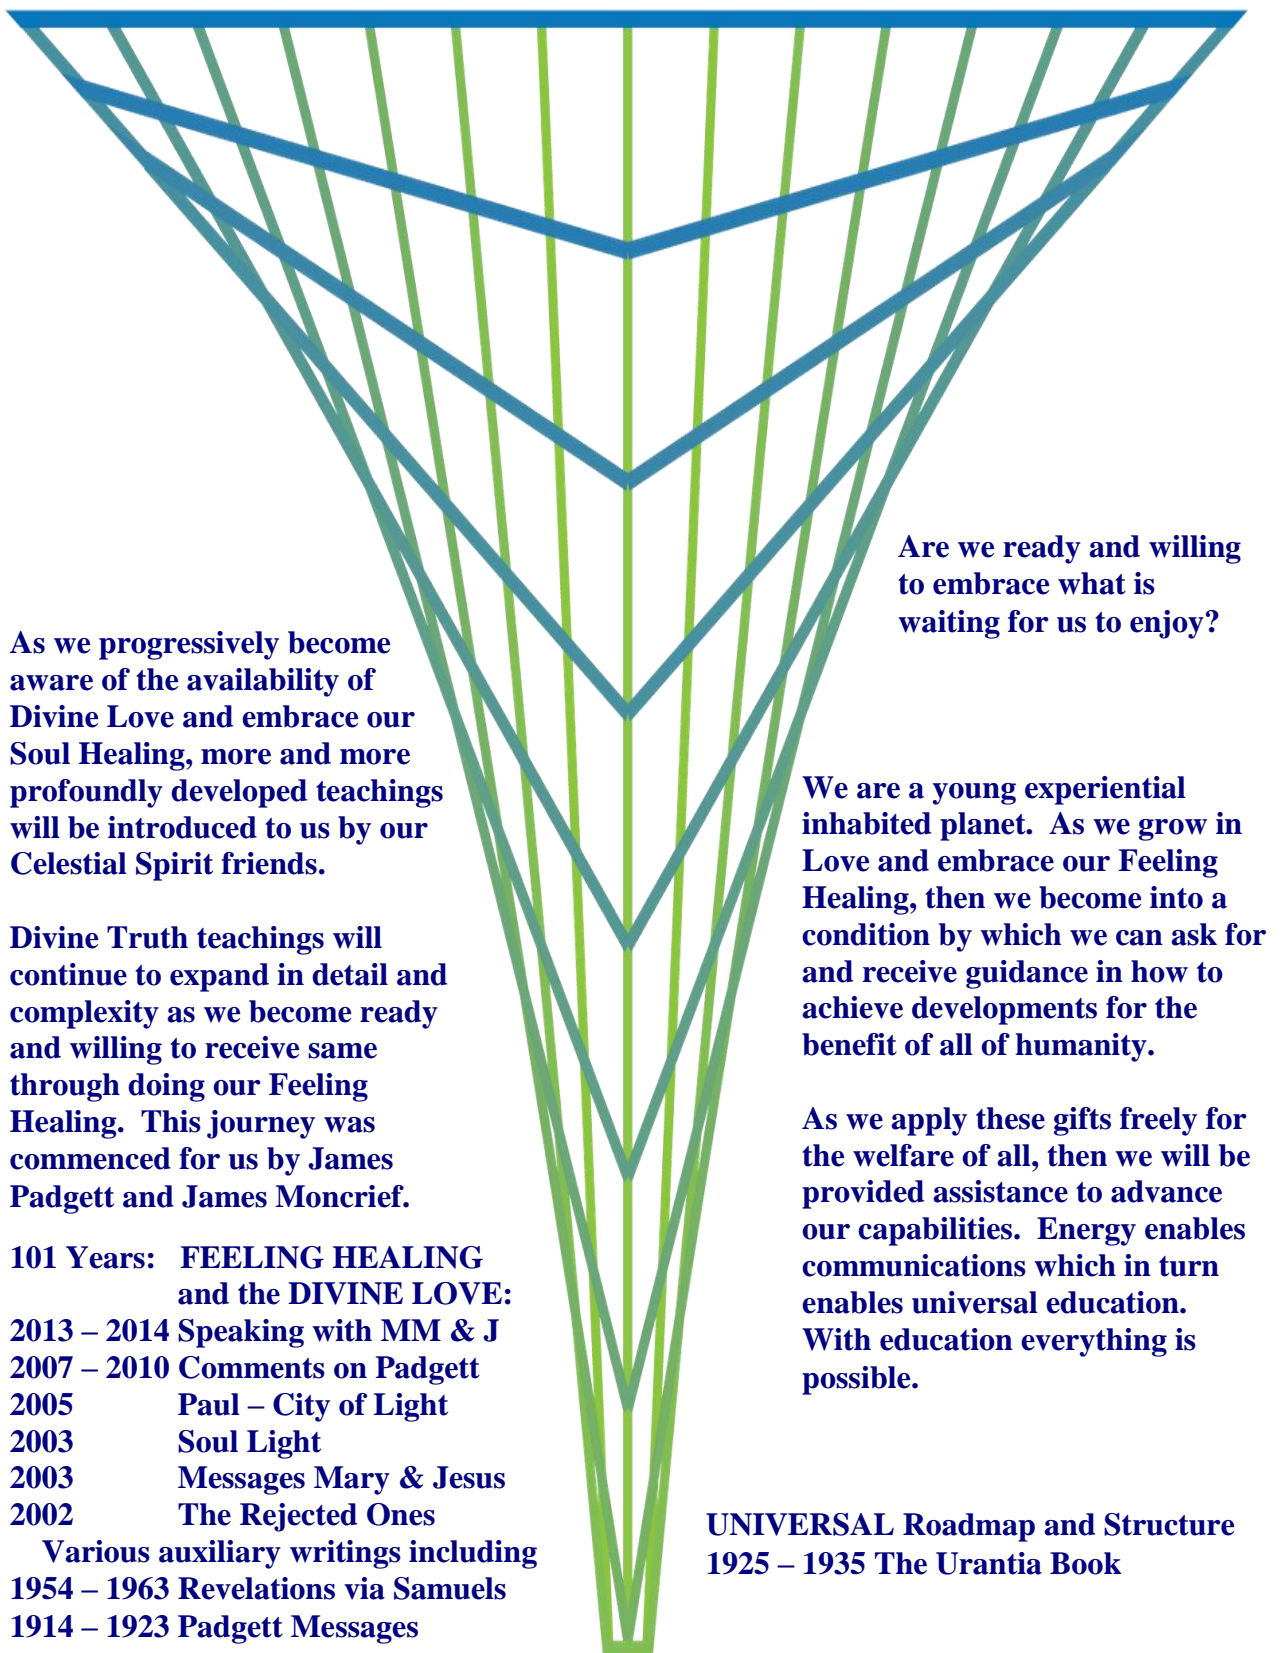 As we progressively become
aware of the availability of
Divine Love and embrace our
Soul Healing, more and more
profoundly developed teachings
will be introduced to us by our
Celestial Spirit friends.
Divine Truth teachings will
continue to expand in detail and
complexity as we become ready
and willing to receive same
through doing our Feeling
Healing.  This journey was
commenced for us by James
Padgett and James Moncrief.
101 Years:   FEELING HEALING
and the DIVINE LOVE:
2013 – 2014 Speaking with MM & J
2007 – 2010 Comments on Padgett
2005 Paul – City of Light
2003 Soul Light
2003 Messages Mary & Jesus
2002 The Rejected Ones
Various auxiliary writings including
1954 – 1963 Revelations via Samuels
1914 – 1923 Padgett Messages
Are we ready and willing
to embrace what is
waiting for us to enjoy?
We are a young experiential
inhabited planet.  As we grow in
Love and embrace our Feeling
Healing, then we become into a
condition by which we can ask for
and receive guidance in how to
achieve developments for the
benefit of all of humanity.
As we apply these gifts freely for
the welfare of all, then we will be
provided assistance to advance
our capabilities.  Energy enables
communications which in turn
enables universal education.
With education everything is
possible.
UNIVERSAL Roadmap and Structure
1925 – 1935 The Urantia Book